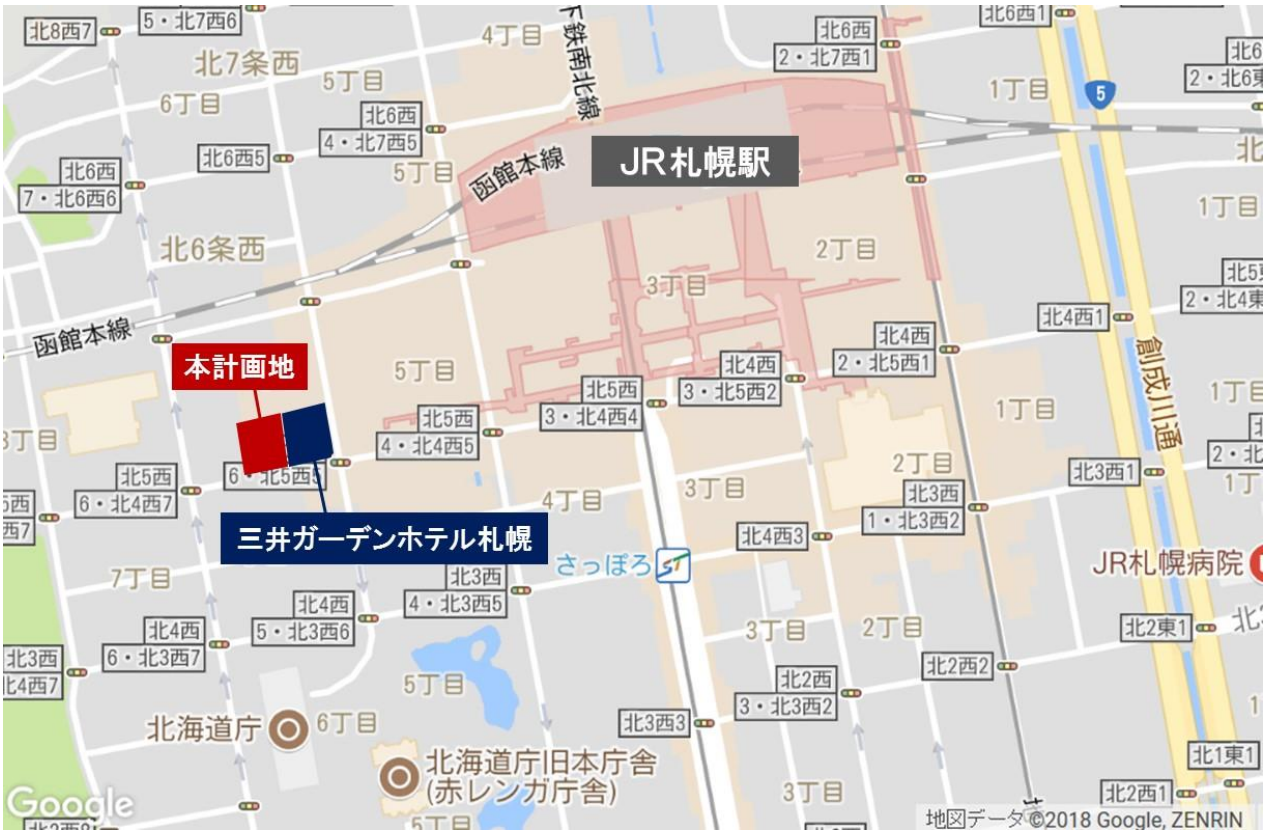 北8西7
5・北7西6
4丁目
下鉄南北線
北6西
2・北7西1
北6西1
北7条西
5丁目
6丁目
1丁目
5
北6
2・北6東
北6西5
4・北7西5
北6西
7・北6西6
5丁目
函館本線
JR札幌駅
北
1丁目
北6条西
2丁目
3丁目
北5東
2・北4東
函館本線
北4西1
北4西
2・北5西1
創成川通
本計画地
5丁目
北5西
3・北4西4
北4西
3・北5西2
1丁目
1丁目
北5西
4・北4西5
3丁目
6・北5西5
北5西
6・北4西7
2丁目
北3西1
2・北
1丁
5西
西7
4丁目
3丁目
北3西
1・北3西2
三井ガーデンホテル札幌
北4西3
さっぽろ
ST
JR札幌病院
7丁目
北3西
4・北3西5
北4西
5・北3西6
北4西
6・北3西7
3丁目
2丁目
北2東1
北3西
北4西7
5丁目
北2西2
北2西
3・北3西2
北海道庁
6丁目
北3西3
北海道庁旧本庁舎
(赤レンガ庁舎)
北1東1
3丁目
北2西1
Google
5丁目
地図データ©2018 Google, ZENRIN